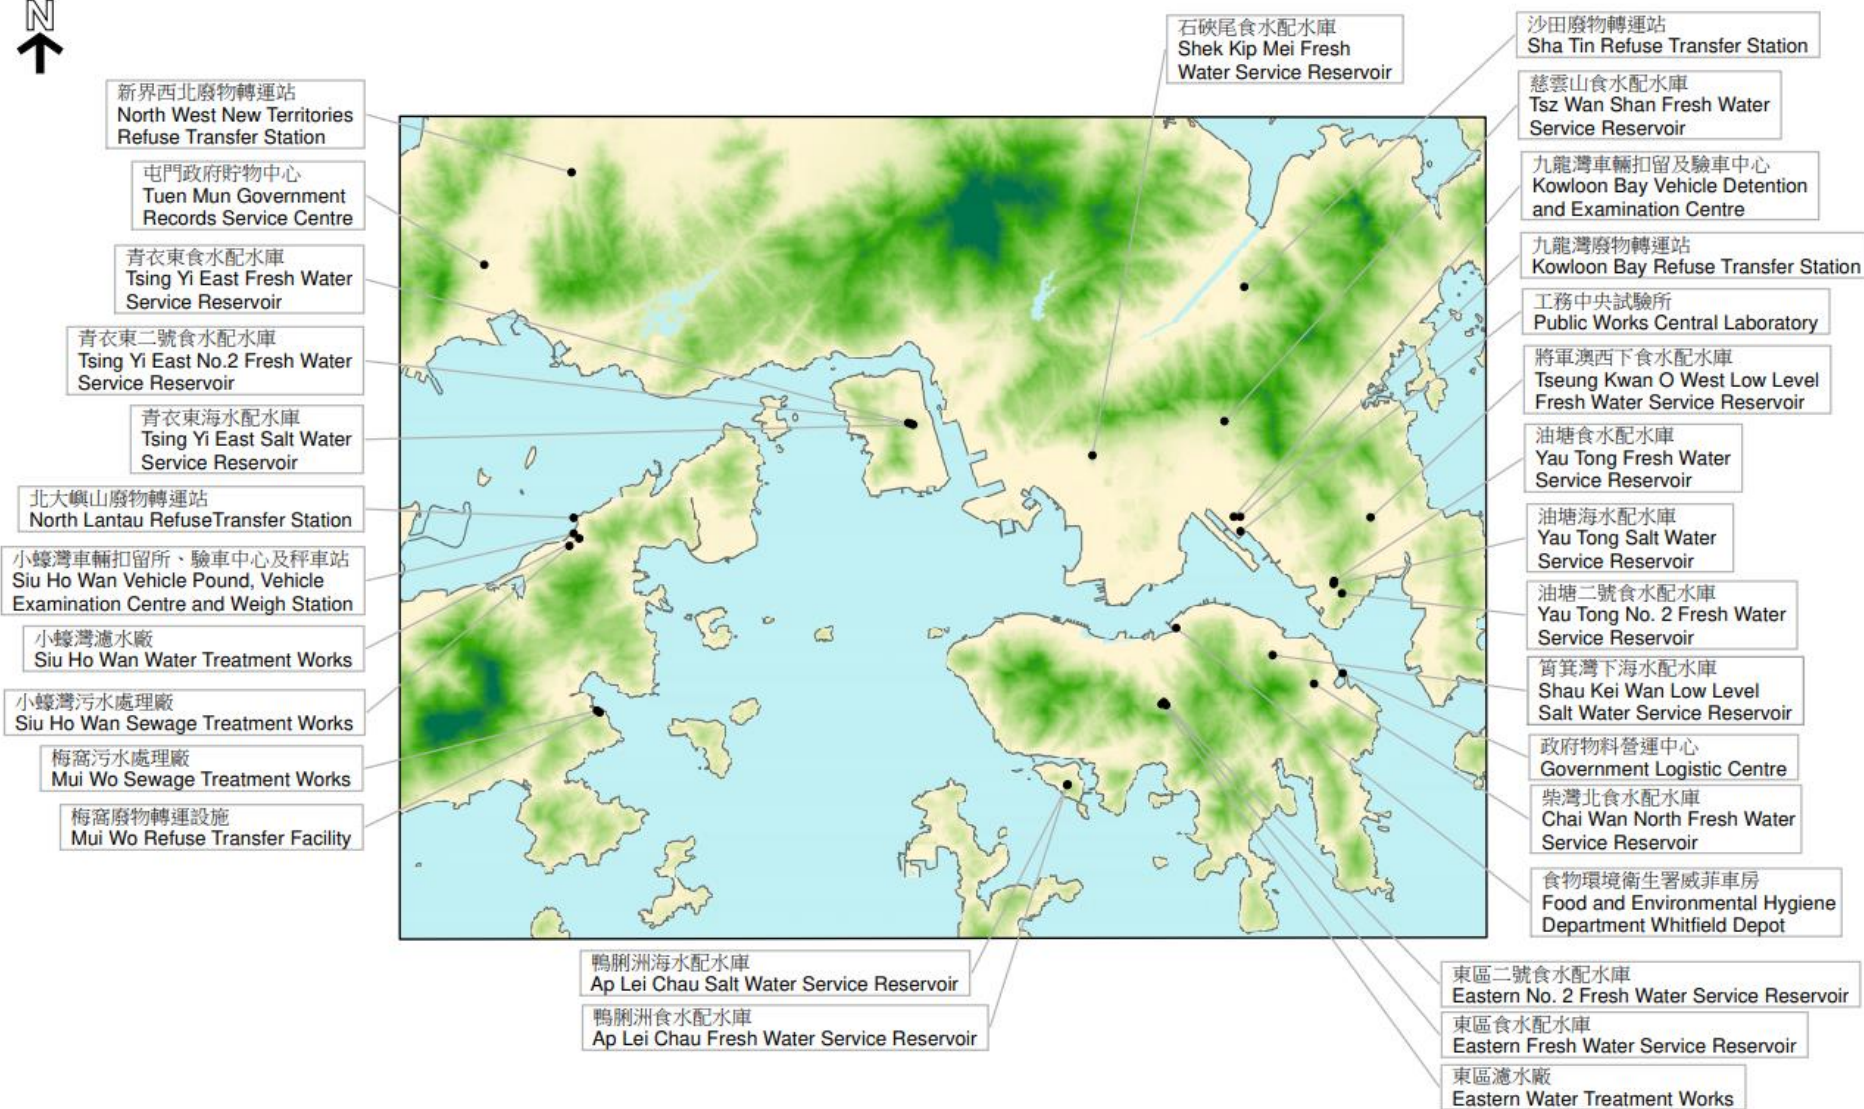 N
石硤尾食水配水庫
Shek Kip Mei Fresh
Water Service Reservoir
沙田廢物轉運站
Sha Tin Refuse Transfer Station
慈雲山食水配水庫
Tsz Wan Shan Fresh Water
Service Reservoir
九龍灣車輛扣留及驗車中心
Kowloon Bay Vehicle Detention
and Examination Centre
九龍灣廢物轉運站
Kowloon Bay Refuse Transfer Station
工務中央試驗所
Public Works Central Laboratory
將軍澳西下食水配水庫
Tseung Kwan O West Low Level
Fresh Water Service Reservoir
油塘食水配水庫
Yau Tong Fresh Water
Service Reservoir
油塘海水配水庫
Yau Tong Salt Water
Service Reservoir
油塘二號食水配水庫
Yau Tong No. 2 Fresh Water
Service Reservoir
筲箕灣下海水配水庫
Shau Kei Wan Low Level
Salt Water Service Reservoir
政府物料營運中心
Government Logistic Centre
柴灣北食水配水庫
Chai Wan North Fresh Water
Service Reservoir
食物環境衛生署威菲車房
Food and Environmental Hygiene
Department Whitfield Depot
東區二號食水配水庫
Eastern No. 2 Fresh Water Service Reservoir
東區食水配水庫
Eastern Fresh Water Service Reservoir
東區濾水廠
Eastern Water Treatment Works
新界西北廢物轉運站
North West New Territories
Refuse Transfer Station
屯門政府貯物中心
Tuen Mun Government
Records Service Centre
青衣東食水配水庫
Tsing Yi East Fresh Water
Service Reservoir
青衣東二號食水配水庫
Tsing Yi East No.2 Fresh Water
Service Reservoir
青衣東海水配水庫
Tsing Yi East Salt Water
Service Reservoir
北大嶼山廢物轉運站
North Lantau RefuseTransfer Station
小蠔灣車輛扣留所、驗車中心及秤車站
Siu Ho Wan Vehicle Pound, Vehicle
Examination Centre and Weigh Station
小蠔灣濾水廠
Siu Ho Wan Water Treatment Works
小蠔灣污水處理廠
Siu Ho Wan Sewage Treatment Works
梅窩污水處理廠
Mui Wo Sewage Treatment Works
梅窩廢物轉運設施
Mui Wo Refuse Transfer Facility
鴨脷洲海水配水庫
Ap Lei Chau Salt Water Service Reservoir
鴨脷洲食水配水庫
Ap Lei Chau Fresh Water Service Reservoir